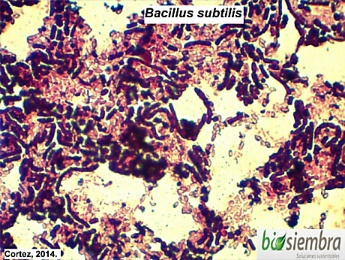 Bacillus subtilis
biosiembra
Soluciones sustentables
Cortez, 2014.